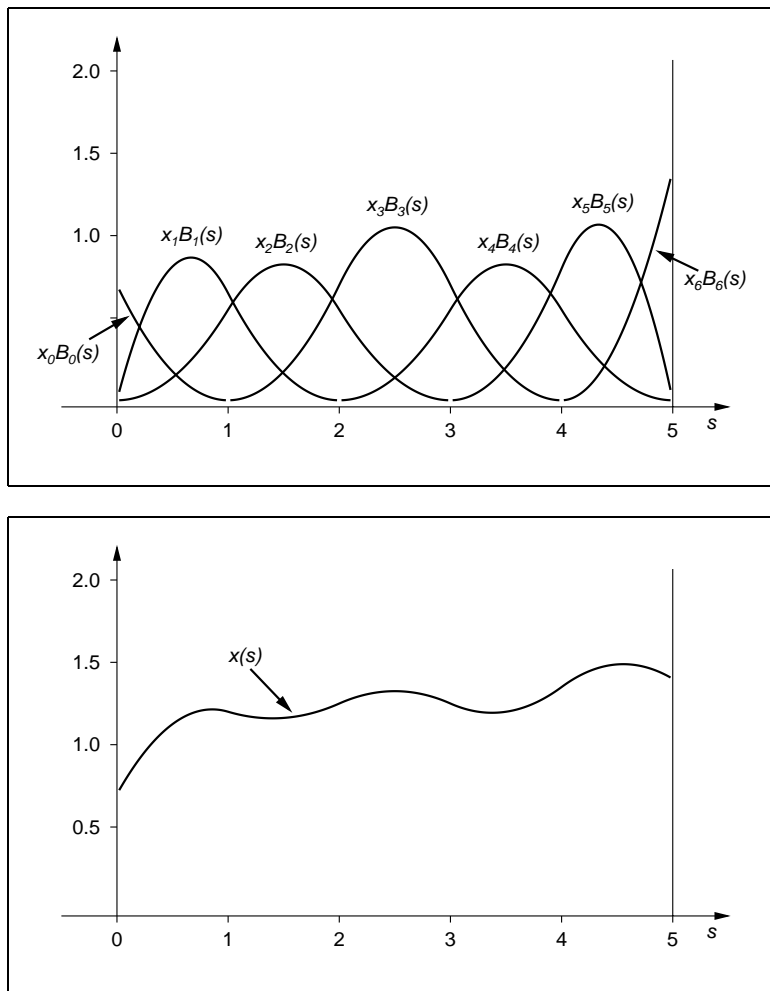 2.0
1.5
x₃B₃(s)
x₅B₅(s)
x₁B₁(s)
x₂B₂(s)
x₄B₄(s)
1.0
x₆B₆(s)
x₀B₀(s)
0 1 2 3 4 5 s
2.0
x(s)
1.5
1.0
0.5
0 1 2 3 4 5 s